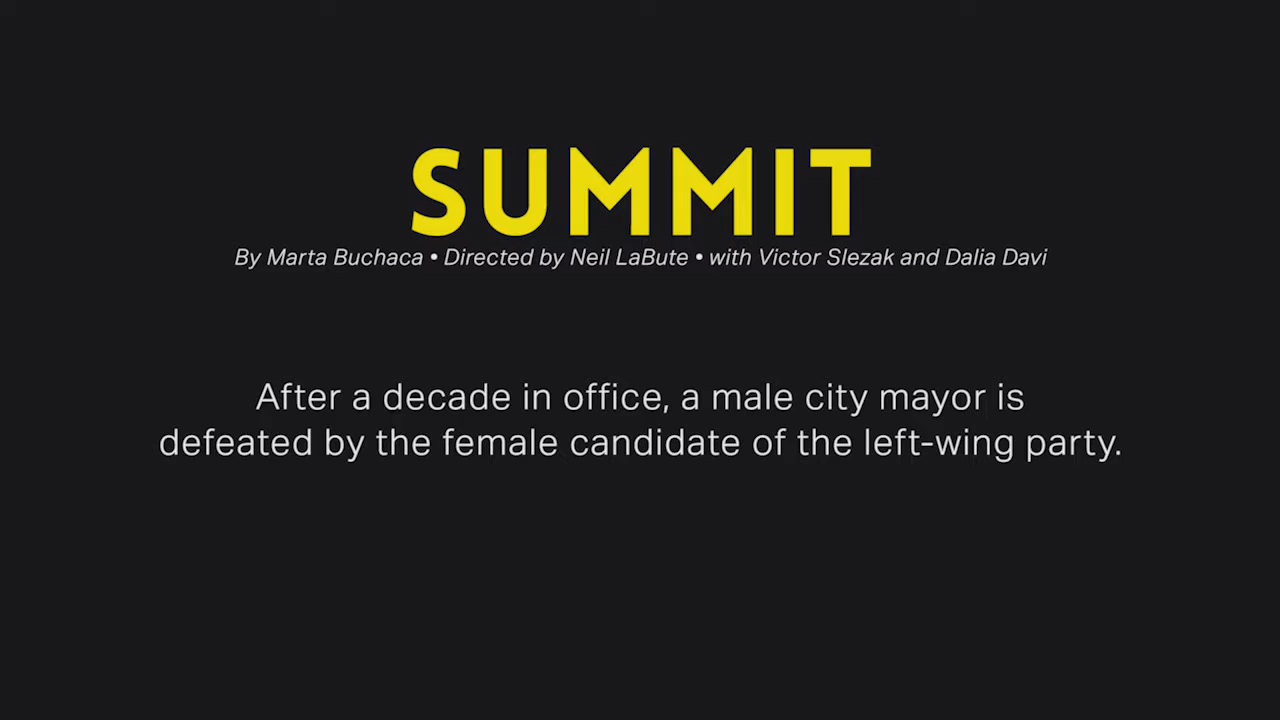 SUMMIT
By Marta Buchaca • Directed by Neil LaBute • with Victor Slezak and Dalia Davi
After a decade in office, a male city mayor is
defeated by the female candidate of the left-wing party.